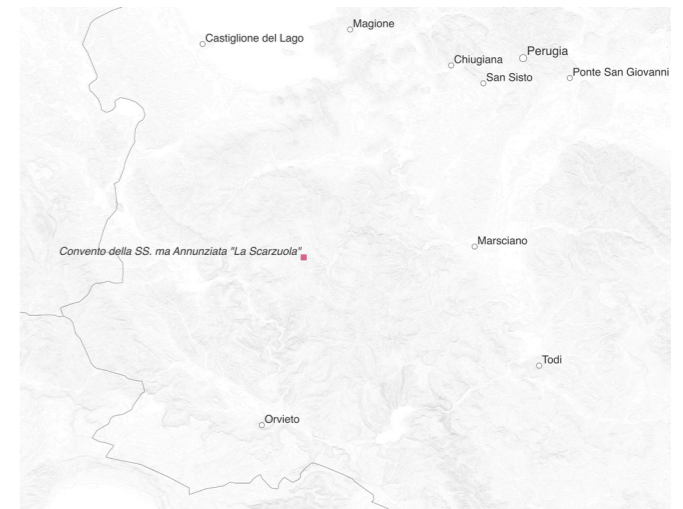 Magione
Castiglione del Lago
Perugia
Chiugiana
Ponte San Giovanni
San Sisto
Marsciano
Convento della SS. ma Annunziata "La Scarzuola"
Todi
Orvieto